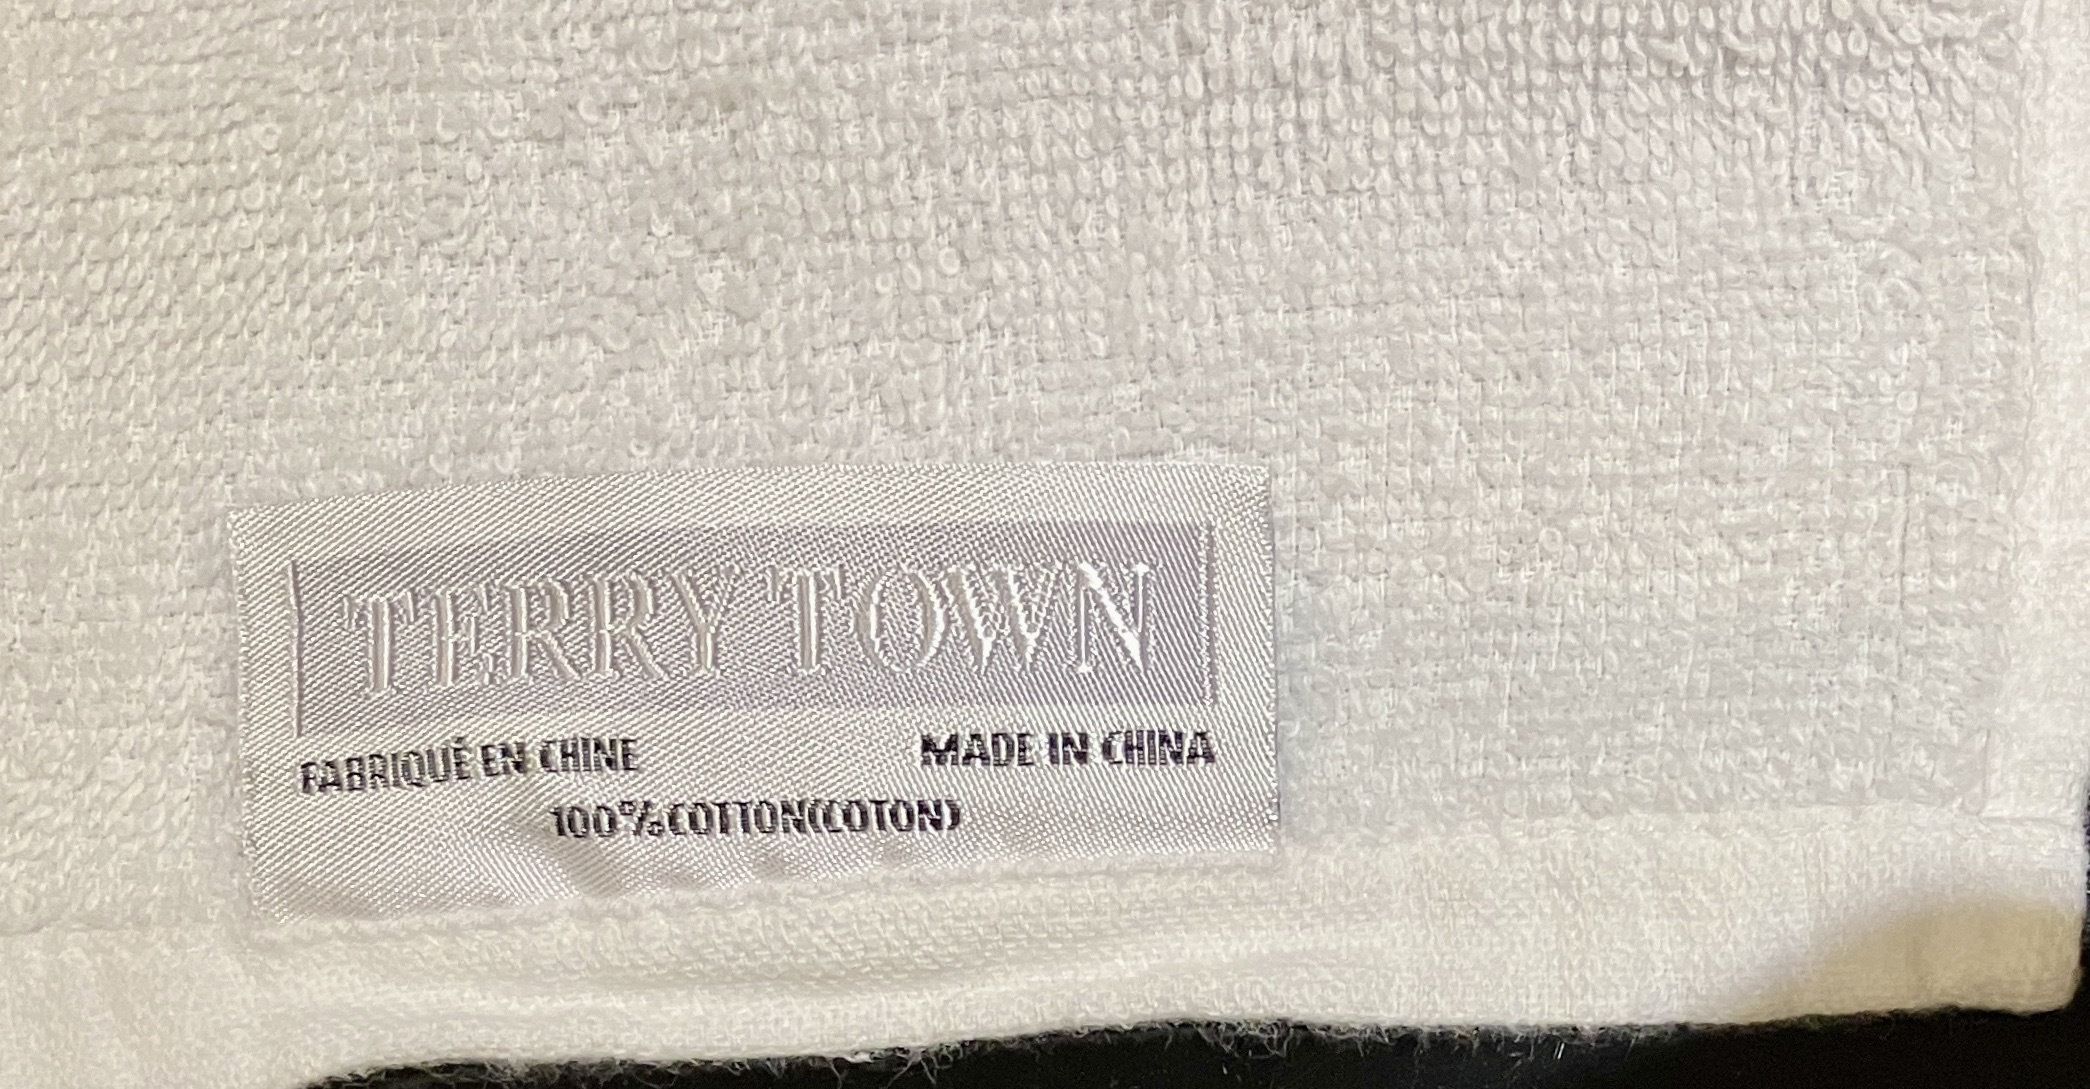 TERRY TOWN
FABRIQUÉ EN CHINE MADE IN CHINA
100%COTTON(COTON)